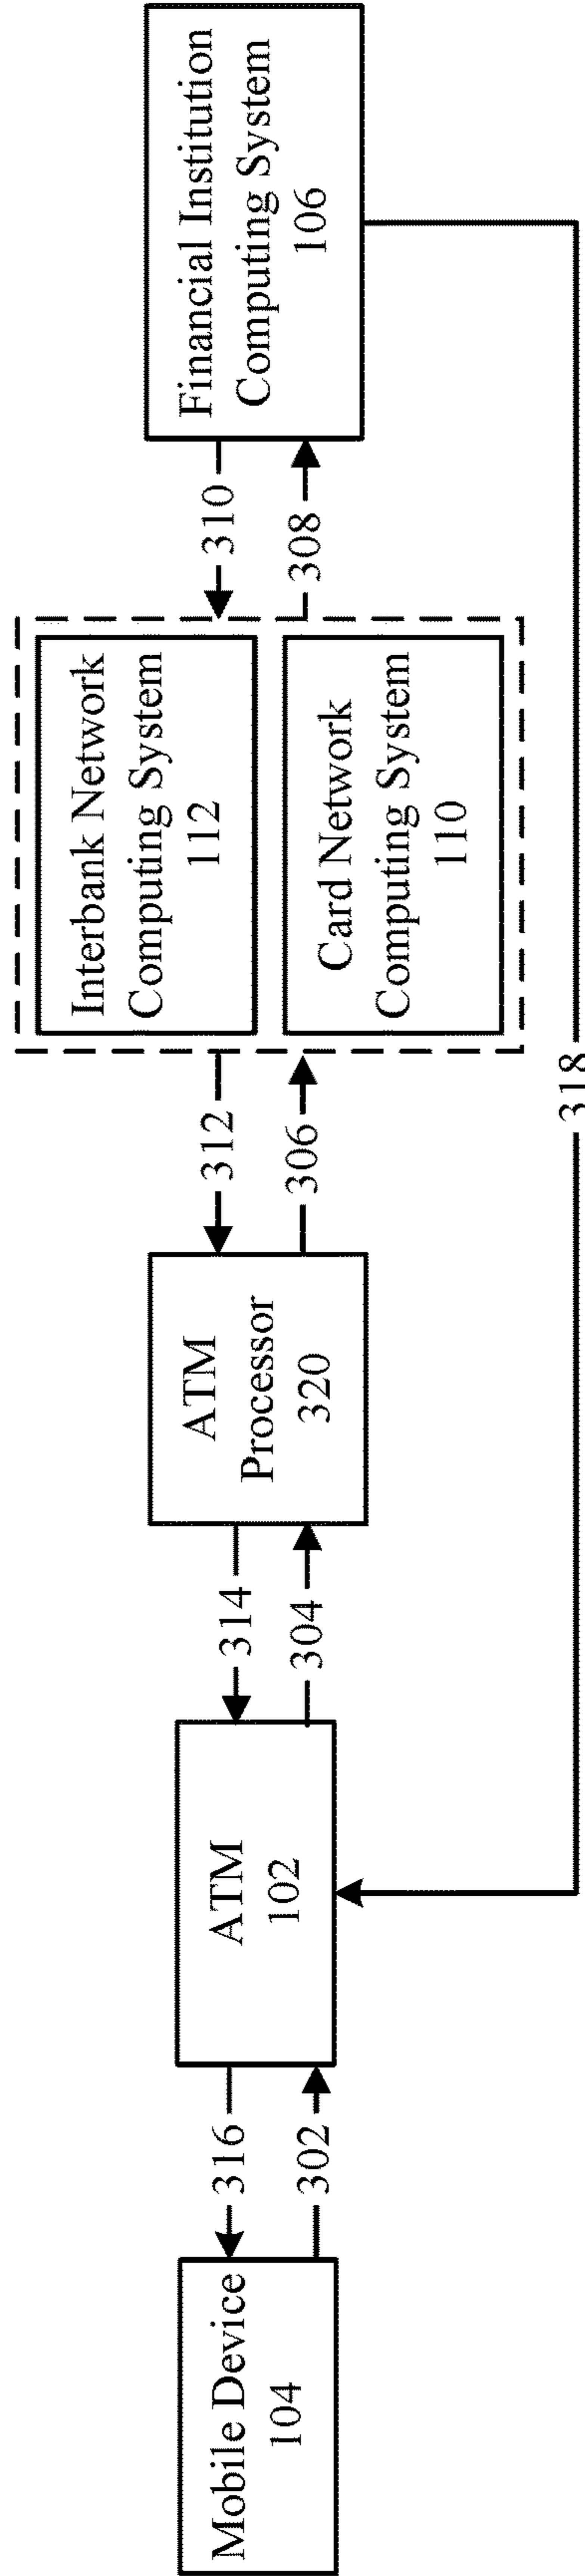 Mobile Device
104
316
302
ATM
102
314
304
ATM
Processor
320
312
306
Interbank Network
Computing System
112
Card Network
Computing System
110
310
308
Financial Institution
Computing System
106
318